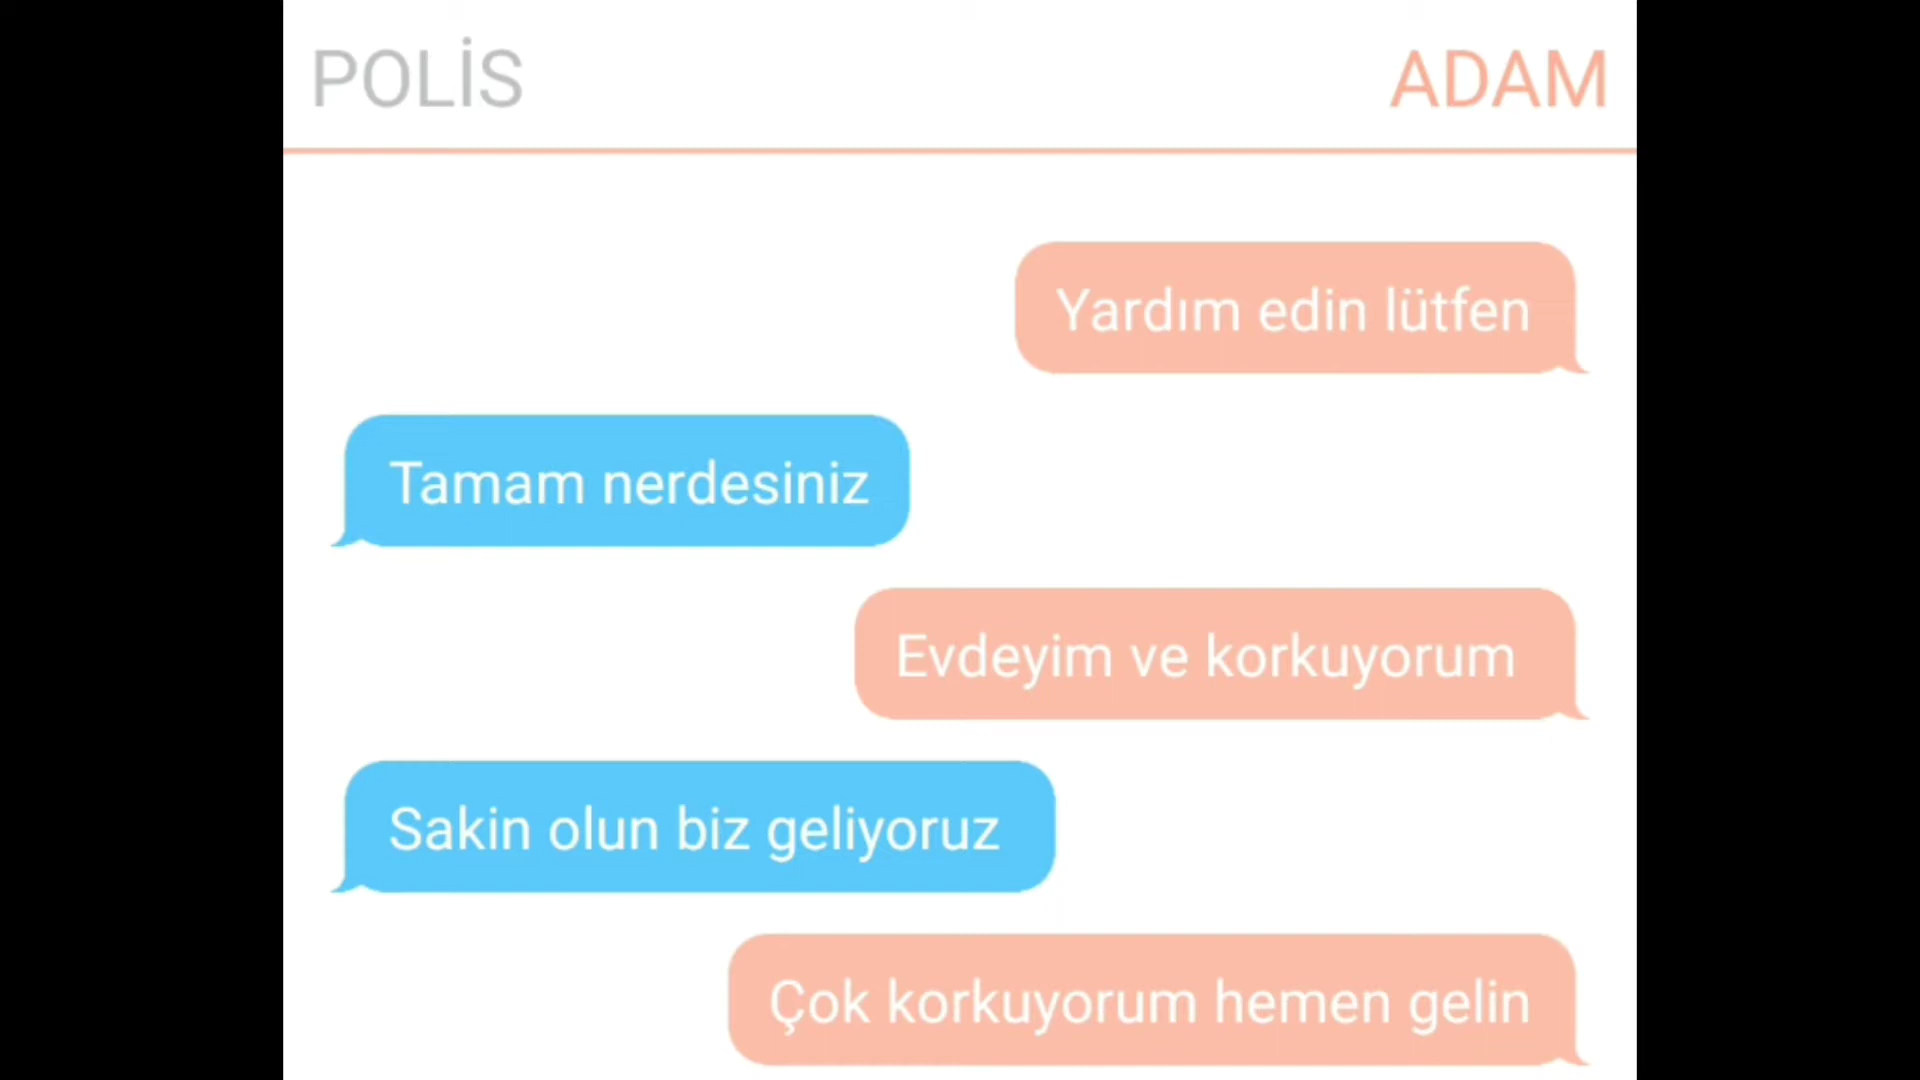 POLİS
ADAM
Yardım edin lütfen
Tamam nerdesiniz
Evdeyim ve korkuyorum
Sakin olun biz geliyoruz
Çok korkuyorum hemen gelin